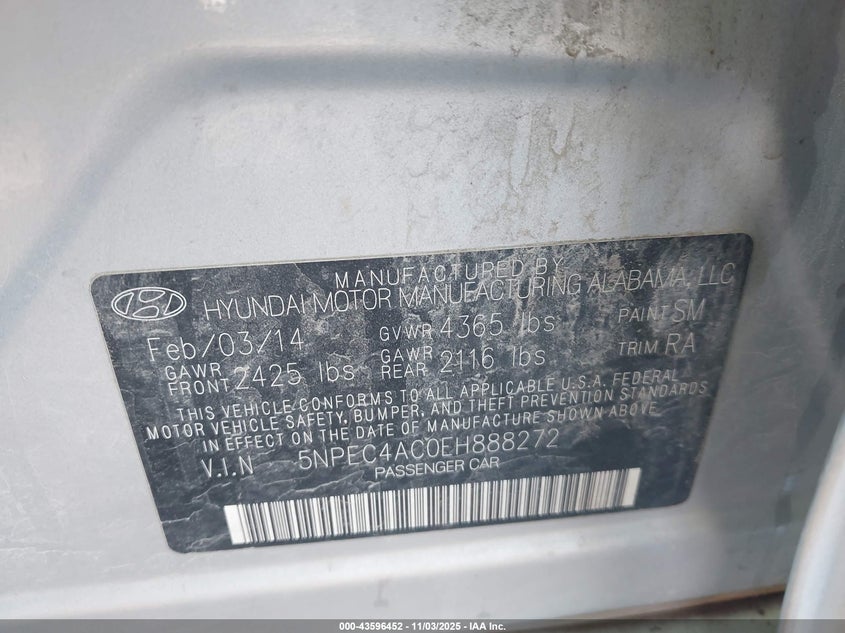 MANUFACTURED BY
HYUNDAI MOTOR MANUFACTURING ALABAMA, LLC
Feb/03/14 GVWR 4365 lbs PAINT SM
GAWR FRONT 2425 lbs GAWR REAR 2116 lbs TRIM RA
THIS VEHICLE CONFORMS TO ALL APPLICABLE U.S.A. FEDERAL
MOTOR VEHICLE SAFETY, BUMPER, AND THEFT PREVENTION STANDARDS
IN EFFECT ON THE DATE OF MANUFACTURE SHOWN ABOVE
V.I.N 5NPEC4AC0EH888272
PASSENGER CAR
000-43596452 - 11/03/2025 - IAA Inc.